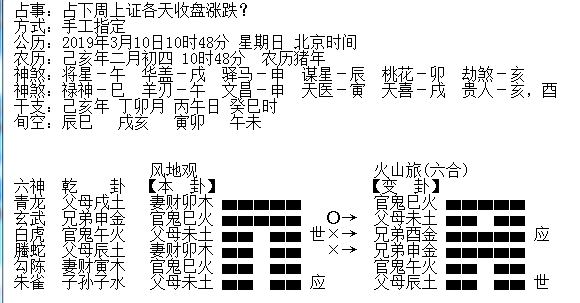 占事：占下周上证各天收盘涨跌？
方式：手工指定
公历：2019年3月10日10时48分 星期日 北京时间
农历：己亥年二月初四 10时48分 农历猪年
神煞：将星－午 华盖－戌 驿马－申 谋星－辰 桃花－卯 劫煞－亥
神煞：禄神－巳 羊刃－午 文昌－申 天医－寅 天喜－戌 贵人－亥，酉
干支：己亥年 丁卯月 丙午日 癸巳时
旬空：辰巳 戌亥 寅卯 午未
风地观 火山旅(六合)
六神 乾 卦 【本 卦】 【变 卦】
青龙 父母戌土 妻财卯木 官鬼巳火
玄武 兄弟申金 官鬼巳火 O→ 父母未土
白虎 官鬼午火 父母未土 世 ×→ 兄弟酉金 应
螣蛇 父母辰土 妻财卯木 ×→ 兄弟申金
勾陈 妻财寅木 官鬼巳火 官鬼午火
朱雀 子孙子水 父母未土 应 父母辰土 世